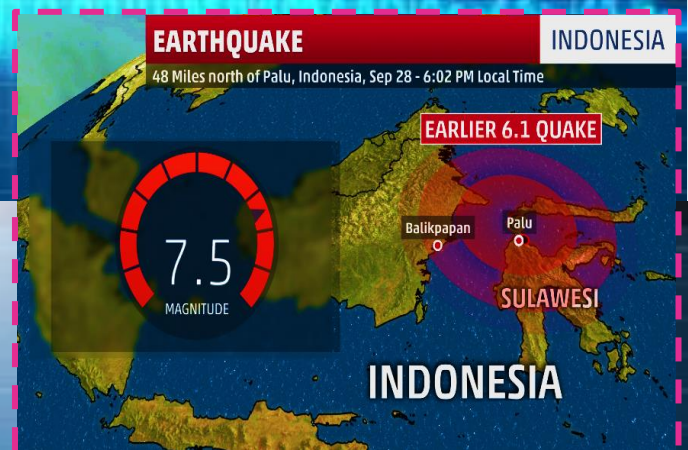 EARTHQUAKE
INDONESIA
48 Miles north of Palu, Indonesia, Sep 28 - 6:02 PM Local Time
EARLIER 6.1 QUAKE
Balikpapan
Palu
7.5
MAGNITUDE
SULAWESI
INDONESIA